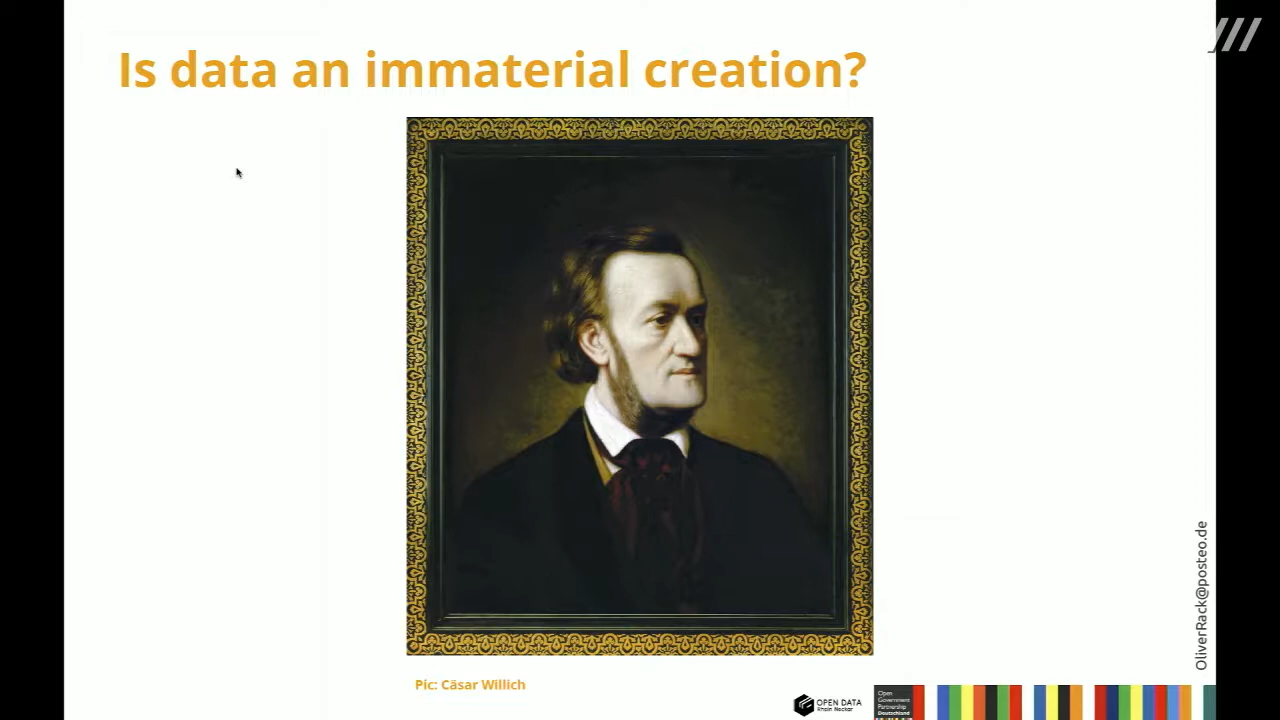 Is data an immaterial creation?
Pic: Cäsar Willich
OliverRack@posteo.de
OPEN DATA
Rhein Neckar
Open
Government
Partnership
Deutschland